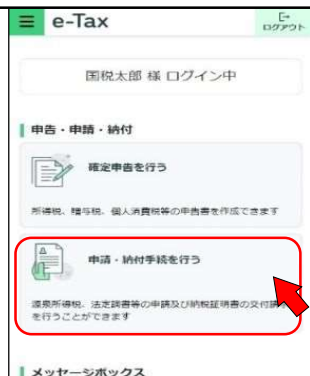 e-Tax
ログアウト
国税太郎 様 ログイン中
申告・申請・納付
確定申告を行う
所得税、贈与税、個人消費税等の申告書を作成できます
申請・納付手続を行う
源泉所得税、法定調書等の申請及び納税証明書の交付請
を行うことができます
メッセージボックス